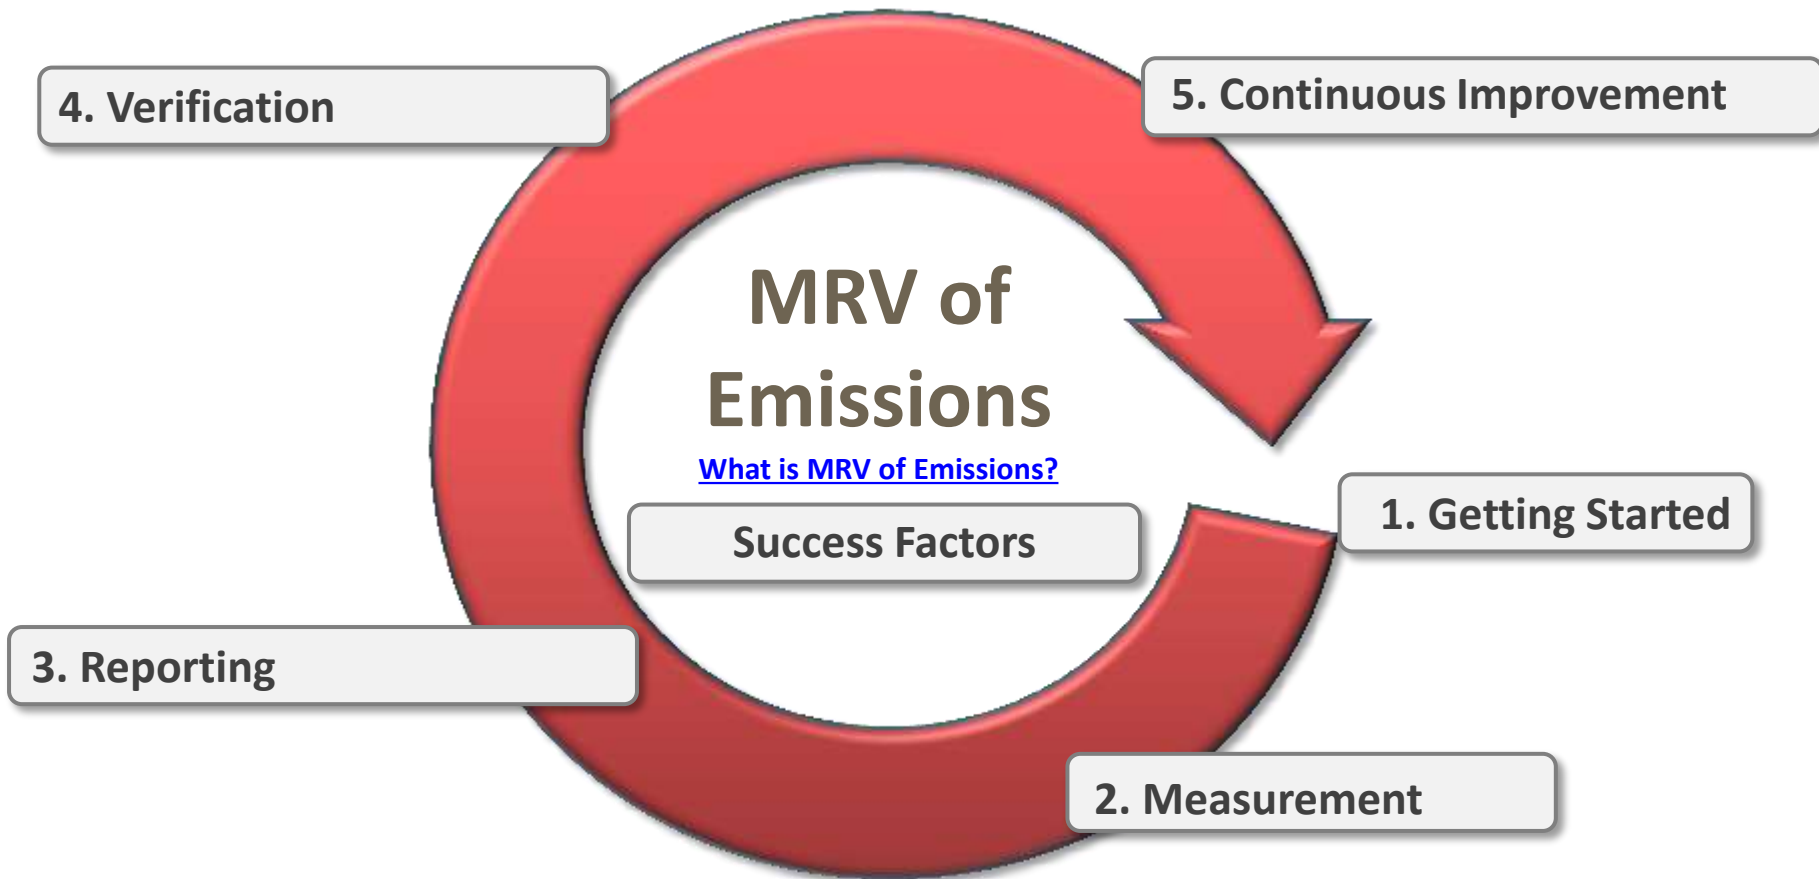 4. Verification
5. Continuous Improvement
MRV of
Emissions
What is MRV of Emissions?
Success Factors
1. Getting Started
3. Reporting
2. Measurement